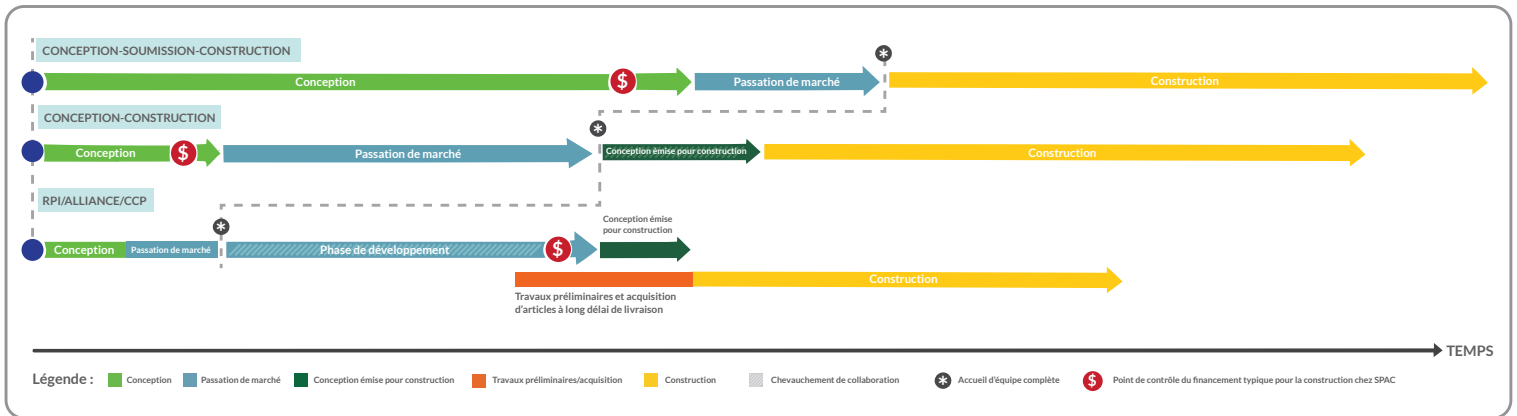 CONCEPTION-SOUMISSION-CONSTRUCTION
*
Conception
$
Passation de marché
Construction
CONCEPTION-CONSTRUCTION
*
Conception
$
Passation de marché
Conception émise pour construction
Construction
RPI/ALLIANCE/CCP
*
Conception émise
pour construction
Conception
Passation de marché
Phase de développement
$
Construction
Travaux préliminaires et acquisition
d'articles à long délai de livraison
TEMPS
Légende :
Conception
Passation de marché
Conception émise pour construction
Travaux préliminaires/acquisition
Construction
Chevauchement de collaboration
*
Accueil d'équipe complète
$
Point de contrôle du financement typique pour la construction chez SPAC